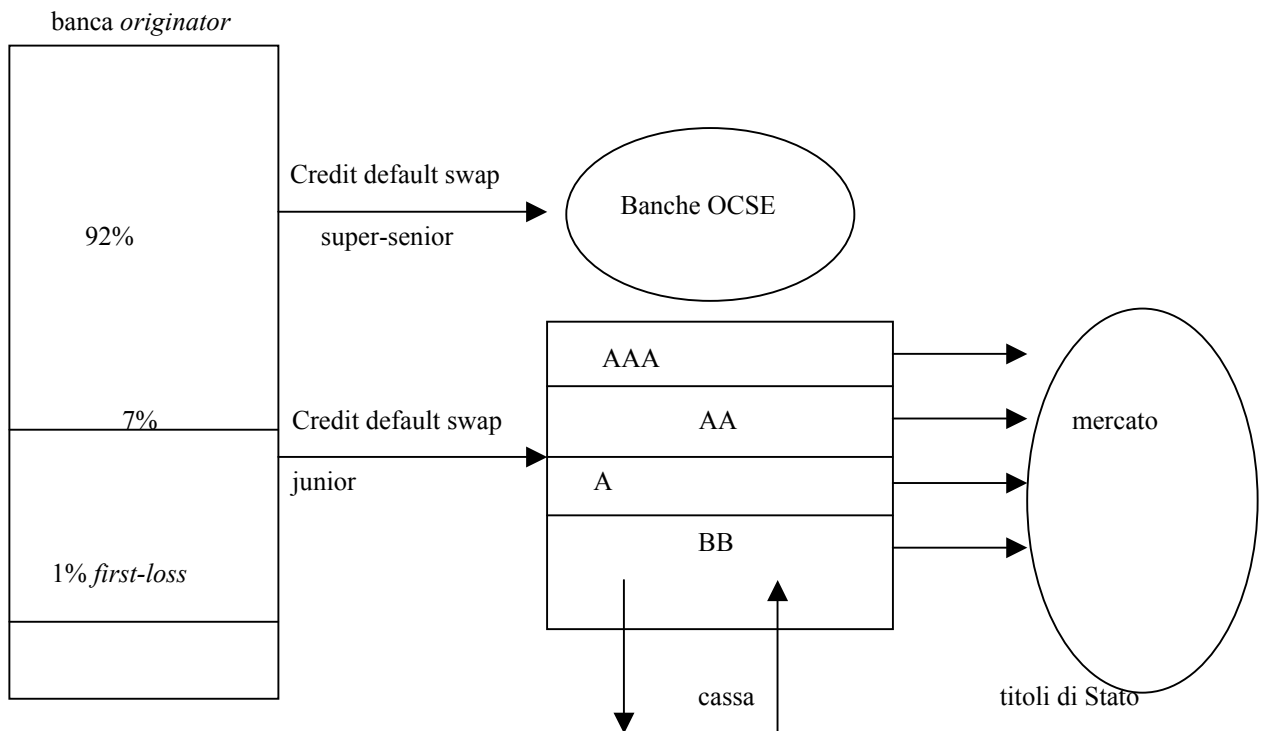 banca originator
Credit default swap
super-senior
Banche OCSE
92%
AAA
7%
Credit default swap
junior
AA
mercato
A
BB
1% first-loss
cassa
titoli di Stato